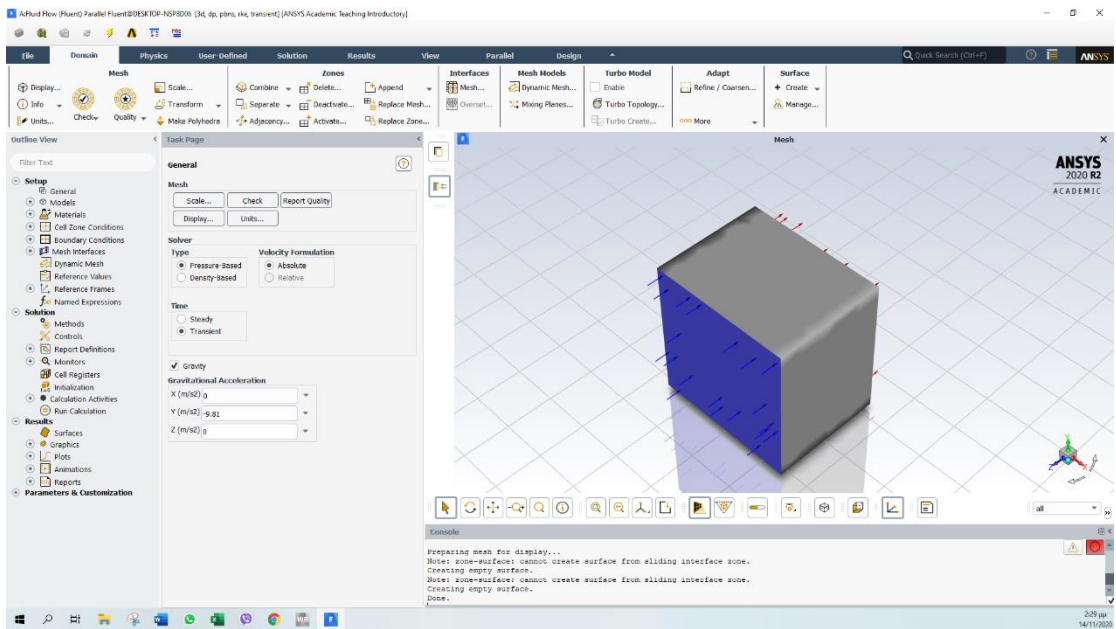 A:Fluid Flow (Fluent) Parallel Fluent@DESKTOP-NSP8D06 [3d, dp, pbns, rke, transient] [ANSYS Academic Teaching Introductory]
File Domain Physics User-Defined Solution Results View Parallel Design Quick Search (Ctrl+F) ANSYS
Mesh Zones Interfaces Mesh Models Turbo Model Adapt Surface
Display... Scale... Combine Delete... Append Mesh... Dynamic Mesh... Enable Refine / Coarsen... Create
Info Transform Separate Deactivate... Replace Mesh... Overset... Mixing Planes... Turbo Topology... Manage...
Units... Check Quality Make Polyhedra Adjacency... Activate... Replace Zone... Turbo Create... More
Outline View
Filter Text
Setup
General
Models
Materials
Cell Zone Conditions
Boundary Conditions
Mesh Interfaces
Dynamic Mesh
Reference Values
Reference Frames
Named Expressions
Solution
Methods
Controls
Report Definitions
Monitors
Cell Registers
Initialization
Calculation Activities
Run Calculation
Results
Surfaces
Graphics
Plots
Animations
Reports
Parameters & Customization
Task Page
General
Mesh
Scale... Check Report Quality
Display... Units...
Solver
Type Velocity Formulation
Pressure-Based Absolute
Density-Based Relative
Time
Steady
Transient
Gravity
Gravitational Acceleration
X (m/s2) 0
Y (m/s2) -9.81
Z (m/s2) 0
Mesh
ANSYS
2020 R2
ACADEMIC
all
Console
Preparing mesh for display...
Note: zone-surface: cannot create surface from sliding interface zone.
Creating empty surface.
Note: zone-surface: cannot create surface from sliding interface zone.
Creating empty surface.
Done.
2:29 μμ
14/11/2020